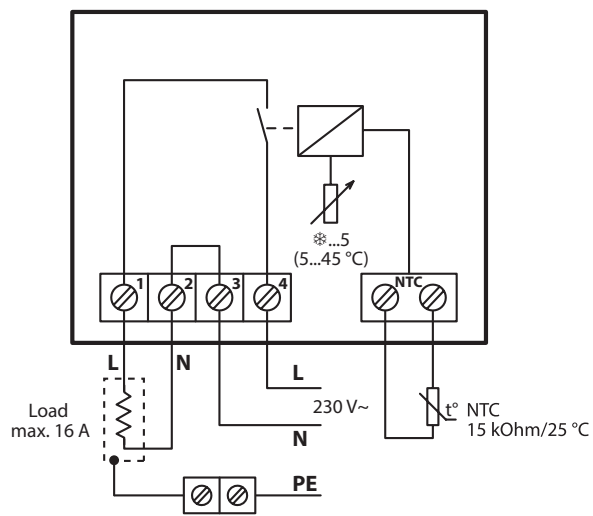 ❄...5
(5...45 °C)
1 2 3 4
NTC
L N
L
230 V~
N
Load
max. 16 A
t° NTC
15 kOhm/25 °C
PE